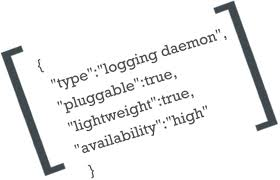 {
"type":"logging daemon",
"pluggable":true,
"lightweight":true,
"availability":"high"
}